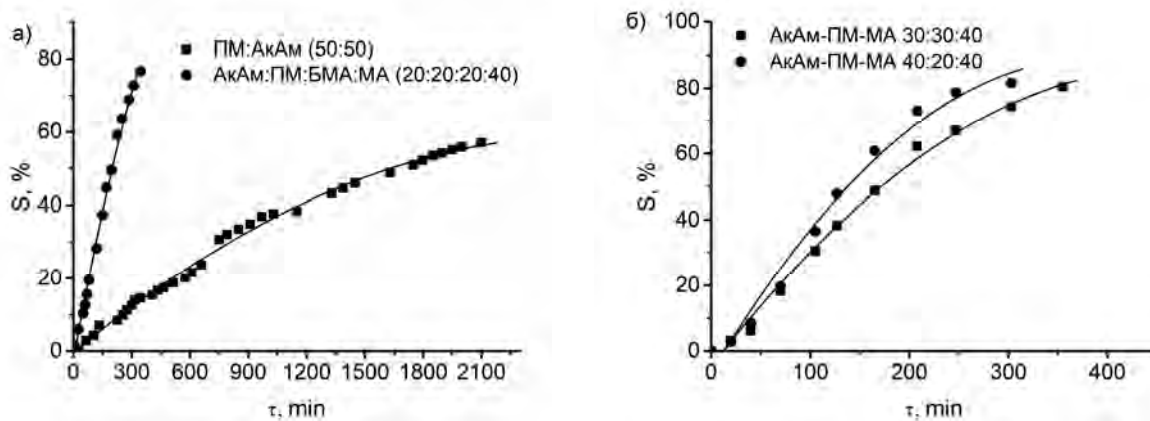 а)
ПМ:АкАм (50:50)
АкАм:ПМ:БМА:МА (20:20:20:40)
S, %
80
60
40
20
0
0 300 600 900 1200 1500 1800 2100
τ, min
б)
АкАм-ПМ-МА 30:30:40
АкАм-ПМ-МА 40:20:40
S, %
100
80
60
40
20
0
0 100 200 300 400
τ, min